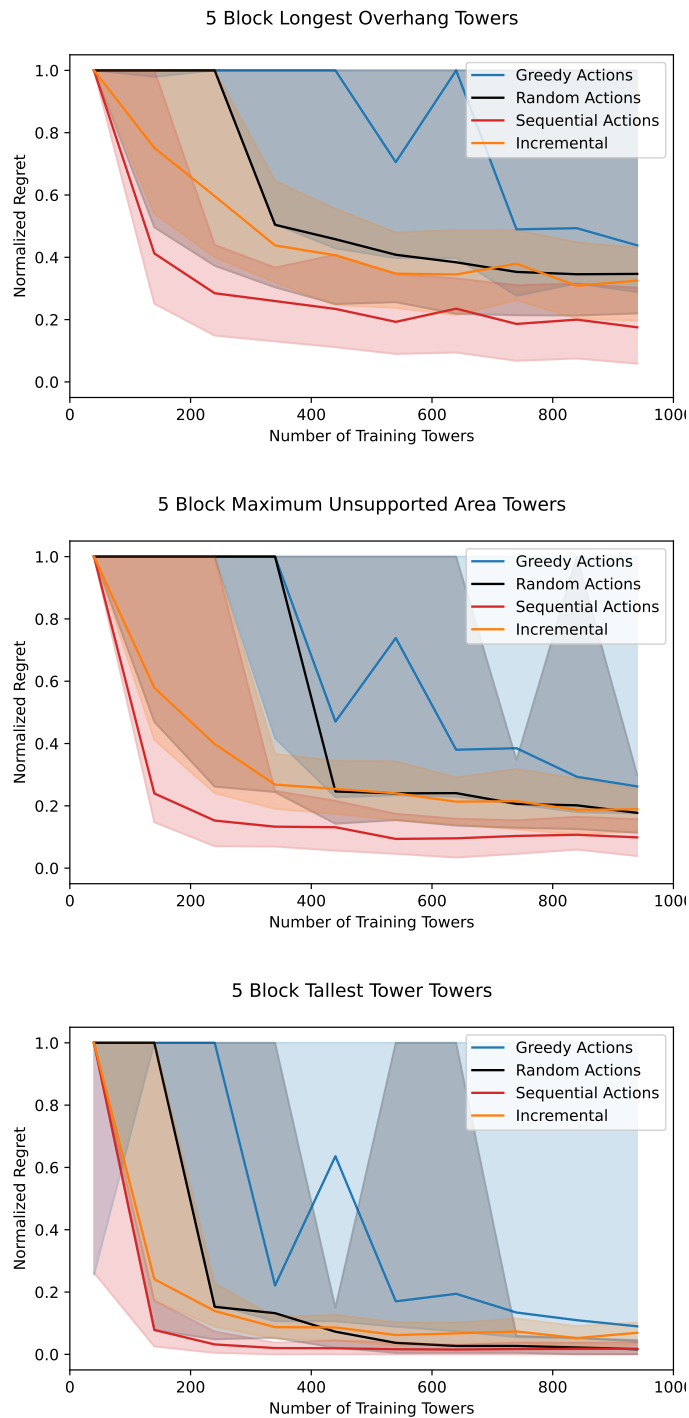 5 Block Longest Overhang Towers
1.0
0.8
0.6
0.4
0.2
0.0
Normalized Regret
Greedy Actions
Random Actions
Sequential Actions
Incremental
0 200 400 600 800 1000
Number of Training Towers
5 Block Maximum Unsupported Area Towers
1.0
0.8
0.6
0.4
0.2
0.0
Normalized Regret
Greedy Actions
Random Actions
Sequential Actions
Incremental
0 200 400 600 800 1000
Number of Training Towers
5 Block Tallest Tower Towers
1.0
0.8
0.6
0.4
0.2
0.0
Normalized Regret
Greedy Actions
Random Actions
Sequential Actions
Incremental
0 200 400 600 800 1000
Number of Training Towers